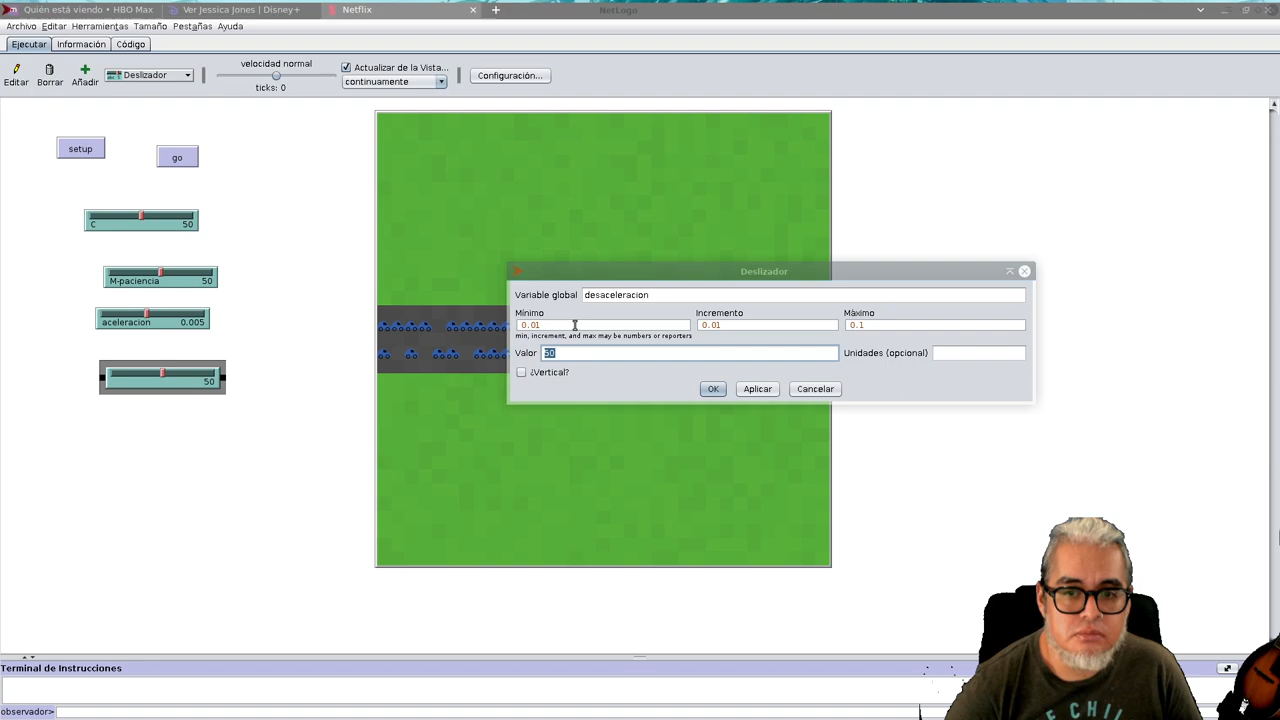 Quién está viendo • HBO Max
Ver Jessica Jones | Disney+
Netflix
NetLogo
Archivo Editar Herramientas Tamaño Pestañas Ayuda
Ejecutar Información Código
Editar Borrar Añadir
Deslizador
velocidad normal
ticks: 0
Actualizar de la Vista...
continuamente
Configuración...
setup
go
C 50
M-paciencia 50
aceleracion 0.005
50
Deslizador
Variable global desaceleracion
Mínimo Incremento Máximo
0.01 0.01 0.1
min, increment, and max may be numbers or reporters
Valor 50 Unidades (opcional)
¿Vertical?
OK Aplicar Cancelar
Terminal de Instrucciones
observador>
E CHIL